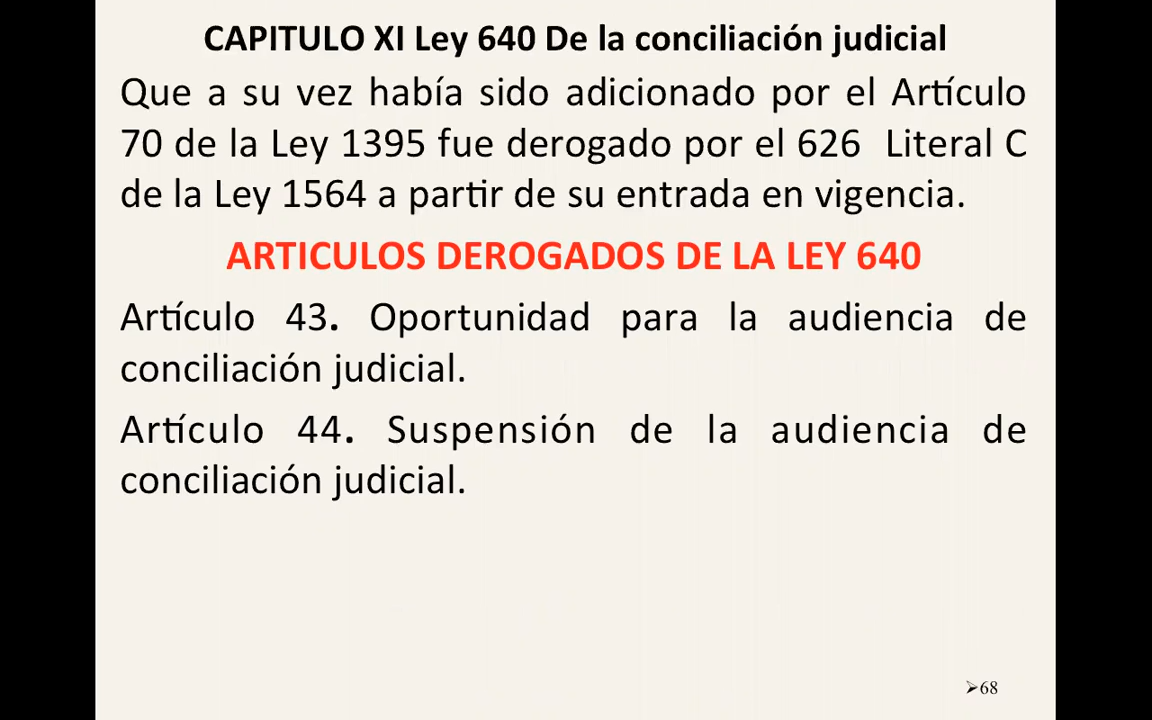 CAPITULO XI Ley 640 De la conciliación judicial
Que a su vez había sido adicionado por el Artículo
70 de la Ley 1395 fue derogado por el 626 Literal C
de la Ley 1564 a partir de su entrada en vigencia.
ARTICULOS DEROGADOS DE LA LEY 640
Artículo 43. Oportunidad para la audiencia de
conciliación judicial.
Artículo 44. Suspensión de la audiencia de
conciliación judicial.
➢68